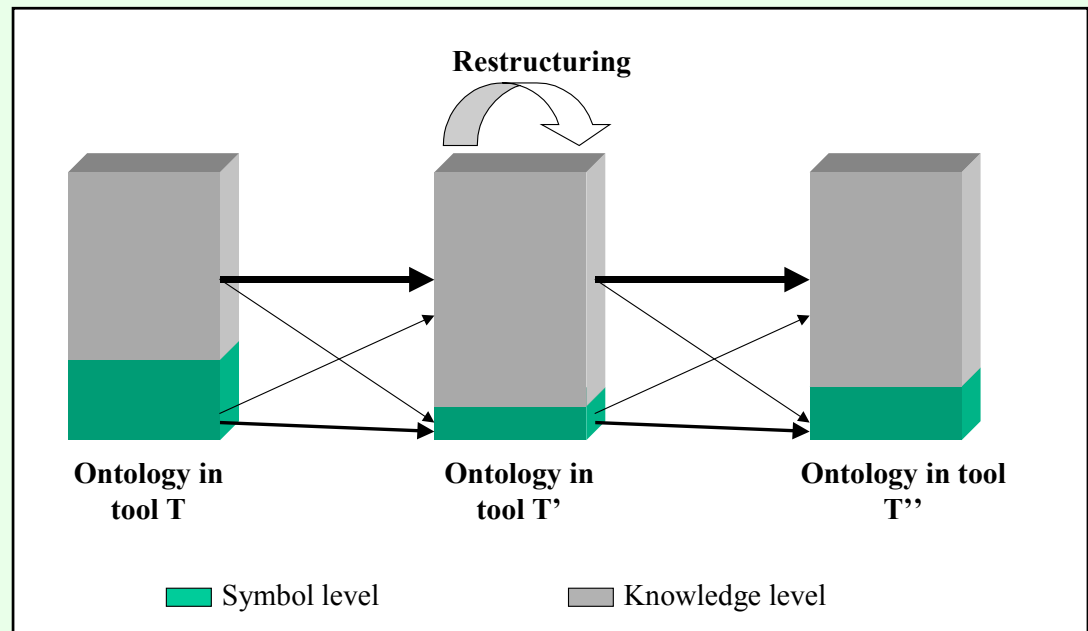 Restructuring
Ontology in
tool T
Ontology in
tool T’
Ontology in tool
T’’
Symbol level
Knowledge level